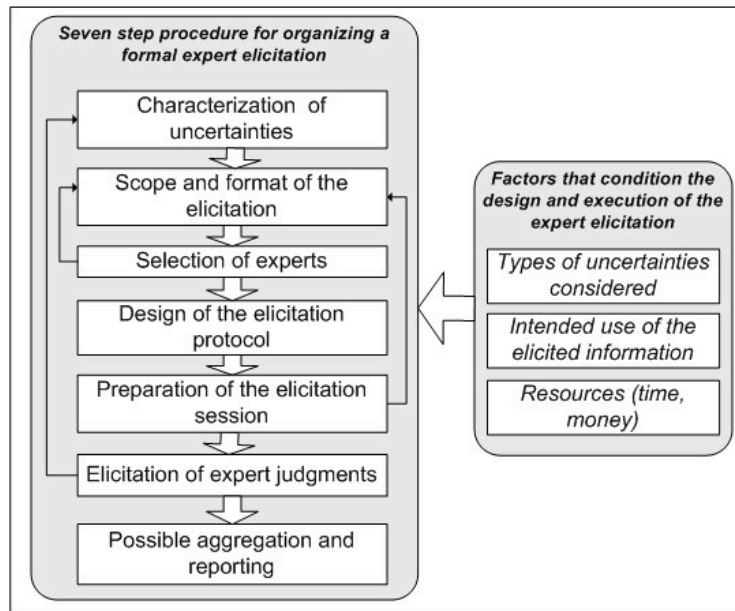 Seven step procedure for organizing a
formal expert elicitation
Characterization of
uncertainties
Scope and format of the
elicitation
Selection of experts
Design of the elicitation
protocol
Preparation of the elicitation
session
Elicitation of expert judgments
Possible aggregation and
reporting
Factors that condition the
design and execution of the
expert elicitation
Types of uncertainties
considered
Intended use of the
elicited information
Resources (time,
money)